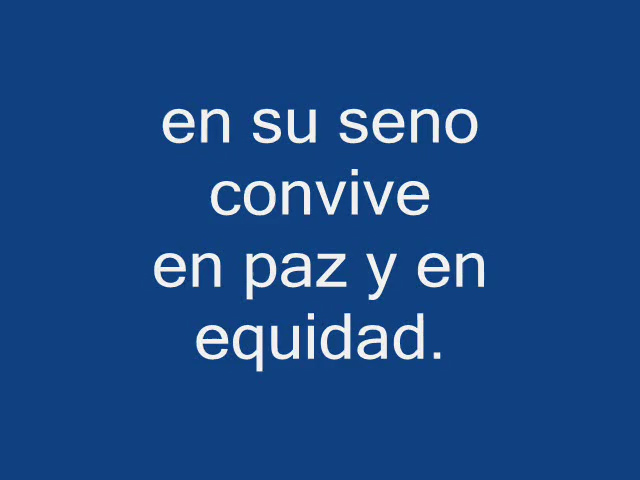 en su seno
convive
en paz y en
equidad.